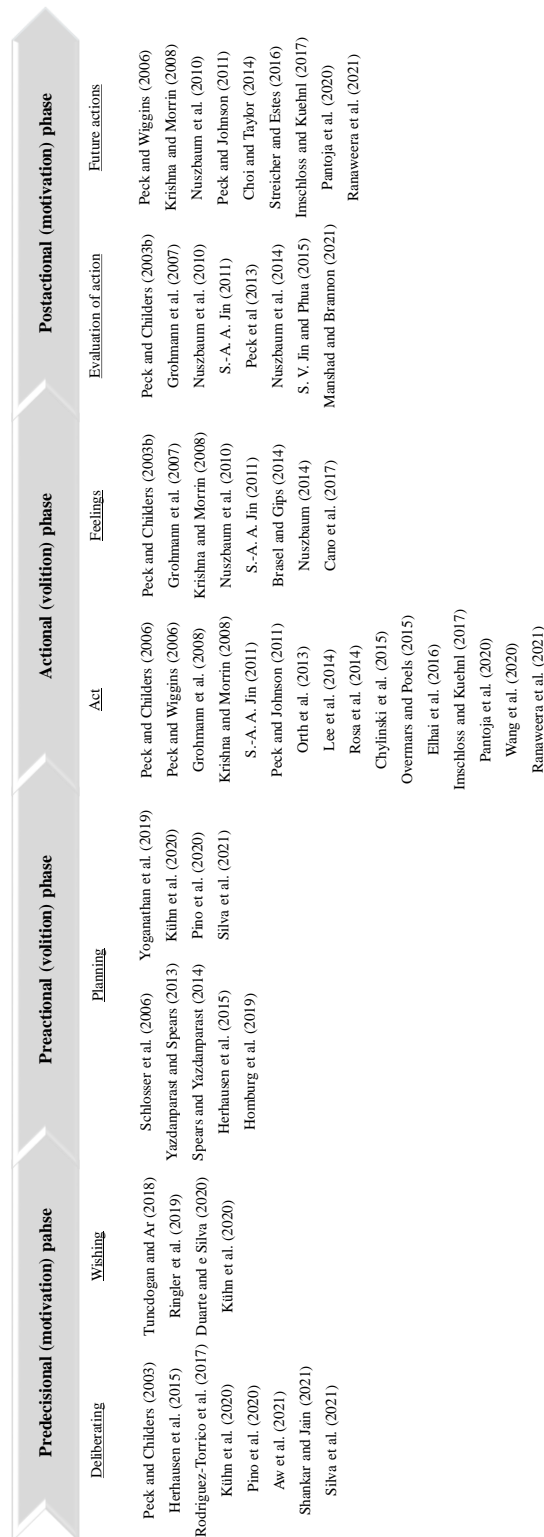 Predecisional (motivation) pahse
Deliberating
Peck and Childers (2003)
Herhausen et al. (2015)
Rodriguez-Torrico et al. (2017)
Kühn et al. (2020)
Pino et al. (2020)
Aw et al. (2021)
Shankar and Jain (2021)
Silva et al. (2021)
Wishing
Tuncdogan and Ar (2018)
Ringler et al. (2019)
Duarte and e Silva (2020)
Kühn et al. (2020)
Preactional (volition) phase
Planning
Schlosser et al. (2006)
Yazdanparast and Spears (2013)
Spears and Yazdanparast (2014)
Herhausen et al. (2015)
Homburg et al. (2019)
Yoganathan et al. (2019)
Kühn et al. (2020)
Pino et al. (2020)
Silva et al. (2021)
Actional (volition) phase
Act
Peck and Childers (2006)
Peck and Wiggins (2006)
Grohmann et al. (2008)
Krishna and Morrin (2008)
S.-A. A. Jin (2011)
Peck and Johnson (2011)
Orth et al. (2013)
Lee et al. (2014)
Rosa et al. (2014)
Chylinski et al. (2015)
Overmars and Poels (2015)
Elhai et al. (2016)
Imschloss and Kuehnl (2017)
Pantoja et al. (2020)
Wang et al. (2020)
Ranaweera et al. (2021)
Feelings
Peck and Childers (2003b)
Grohmann et al. (2007)
Krishna and Morrin (2008)
Nuszbaum et al. (2010)
S.-A. A. Jin (2011)
Brasel and Gips (2014)
Nuszbaum (2014)
Cano et al. (2017)
Postactional (motivation) phase
Evaluation of action
Peck and Childers (2003b)
Grohmann et al. (2007)
Nuszbaum et al. (2010)
S.-A. A. Jin (2011)
Peck et al (2013)
Nuszbaum et al. (2014)
S. V. Jin and Phua (2015)
Manshad and Brannon (2021)
Future actions
Peck and Wiggins (2006)
Krishna and Morrin (2008)
Nuszbaum et al. (2010)
Peck and Johnson (2011)
Choi and Taylor (2014)
Streicher and Estes (2016)
Imschloss and Kuehnl (2017)
Pantoja et al. (2020)
Ranaweera et al. (2021)